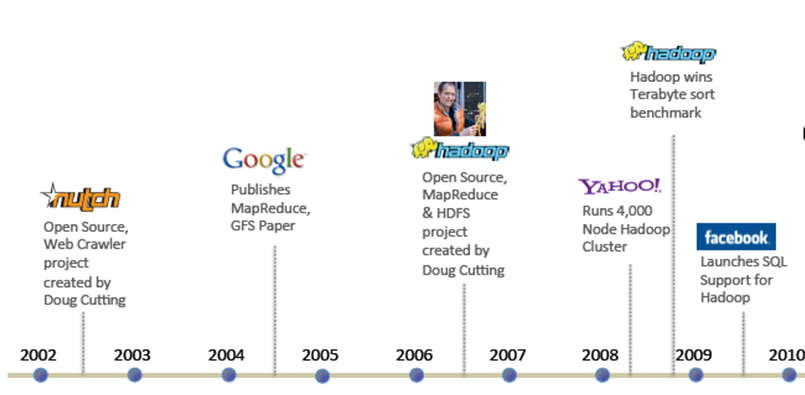 nutch
Open Source,
Web Crawler
project
created by
Doug Cutting
Google
Publishes
MapReduce,
GFS Paper
hadoop
Open Source,
MapReduce
& HDFS
project
created by
Doug Cutting
YAHOO!
Runs 4,000
Node Hadoop
Cluster
hadoop
Hadoop wins
Terabyte sort
benchmark
facebook
Launches SQL
Support for
Hadoop
2002 2003 2004 2005 2006 2007 2008 2009 2010